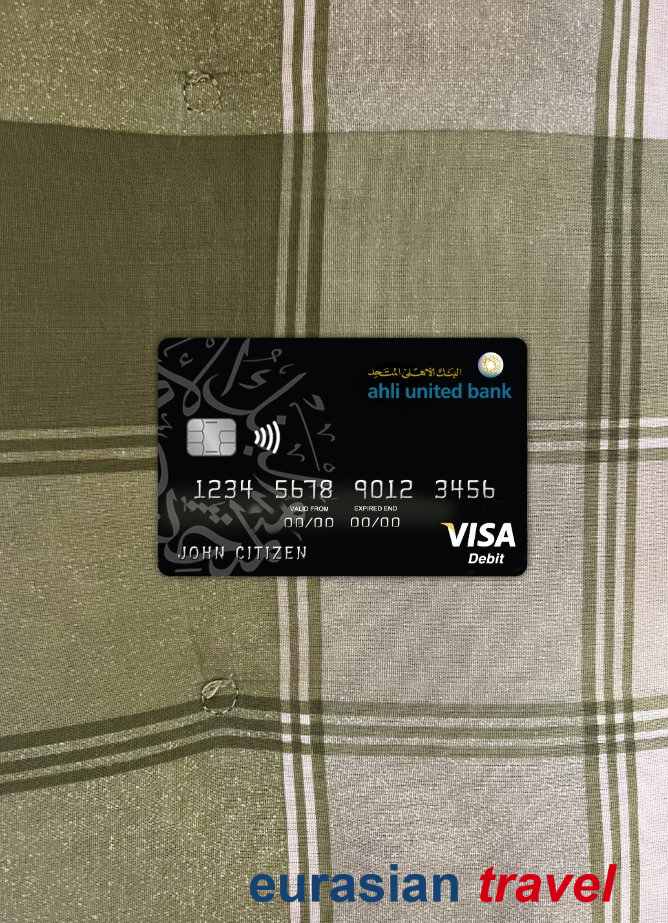 البنك الأهلي المتحد
ahli united bank
1234 5678 9012 3456
VALID FROM EXPIRED END
00/00 00/00
VISA
JOHN CITIZEN
Debit
eurasian travel